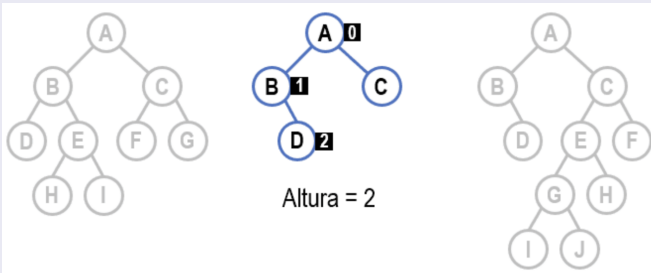 A
B C
D E F G
H I
A 0
B 1 C
D 2
Altura = 2
A
B C
D E F
G H
I J